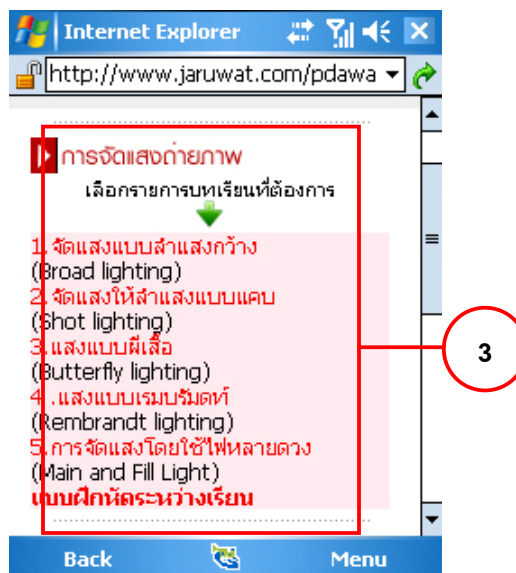 Internet Explorer
http://www.jaruwat.com/pdawa
การจัดแสงถ่ายภาพ
เลือกรายการบทเรียนที่ต้องการ
1. จัดแสงแบบลำแสงกว้าง
(Broad lighting)
2. จัดแสงให้ลำแสงแบบแคบ
(Shot lighting)
3. แสงแบบผีเสื้อ
(Butterfly lighting)
4 .แสงแบบเรมบรัมดท์
(Rembrandt lighting)
5. การจัดแสงโดยใช้ไฟหลายดวง
(Main and Fill Light)
แบบฝึกหัดระหว่างเรียน
3
Back
Menu